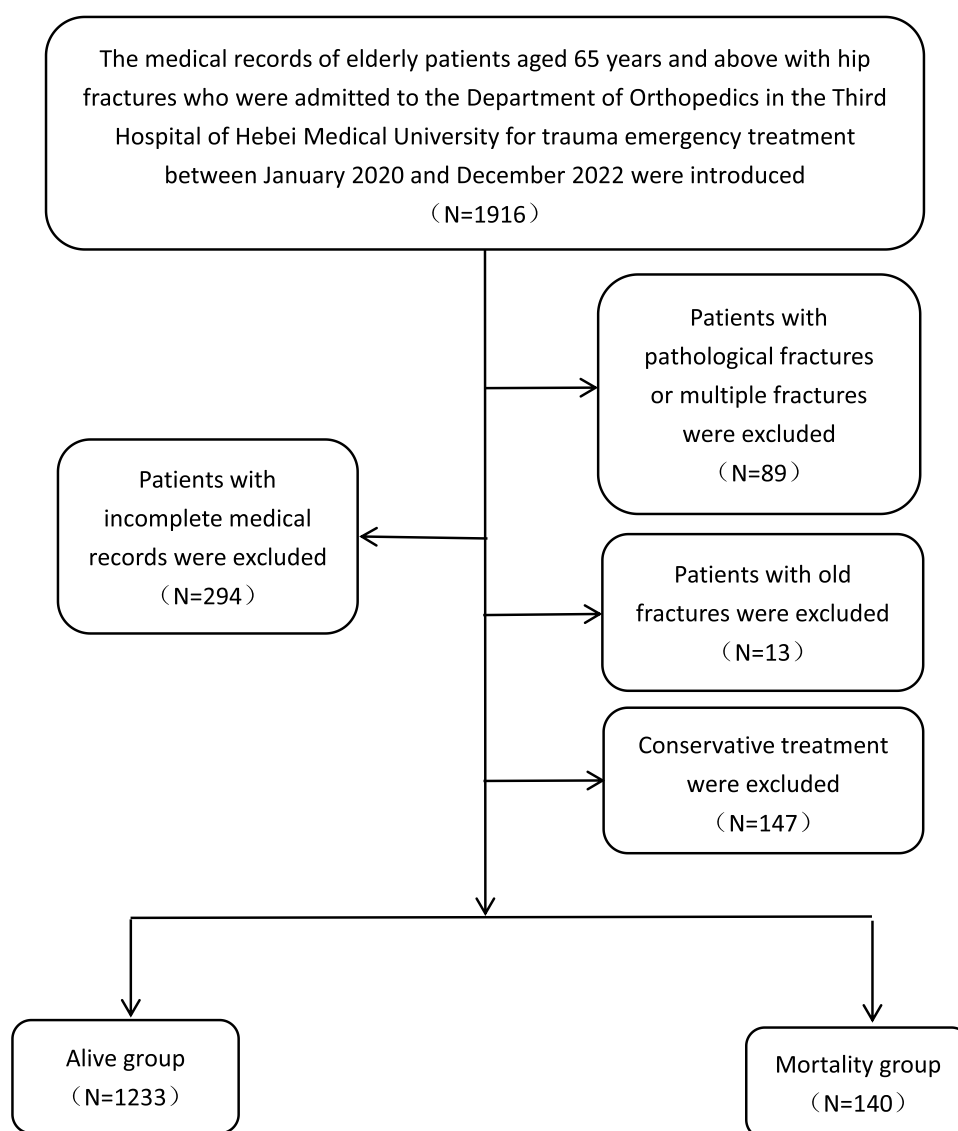 The medical records of elderly patients aged 65 years and above with hip
fractures who were admitted to the Department of Orthopedics in the Third
Hospital of Hebei Medical University for trauma emergency treatment
between January 2020 and December 2022 were introduced
（N=1916）
Patients with
pathological fractures
or multiple fractures
were excluded
（N=89）
Patients with
incomplete medical
records were excluded
（N=294）
Patients with old
fractures were excluded
（N=13）
Conservative treatment
were excluded
（N=147）
Alive group
（N=1233）
Mortality group
（N=140）